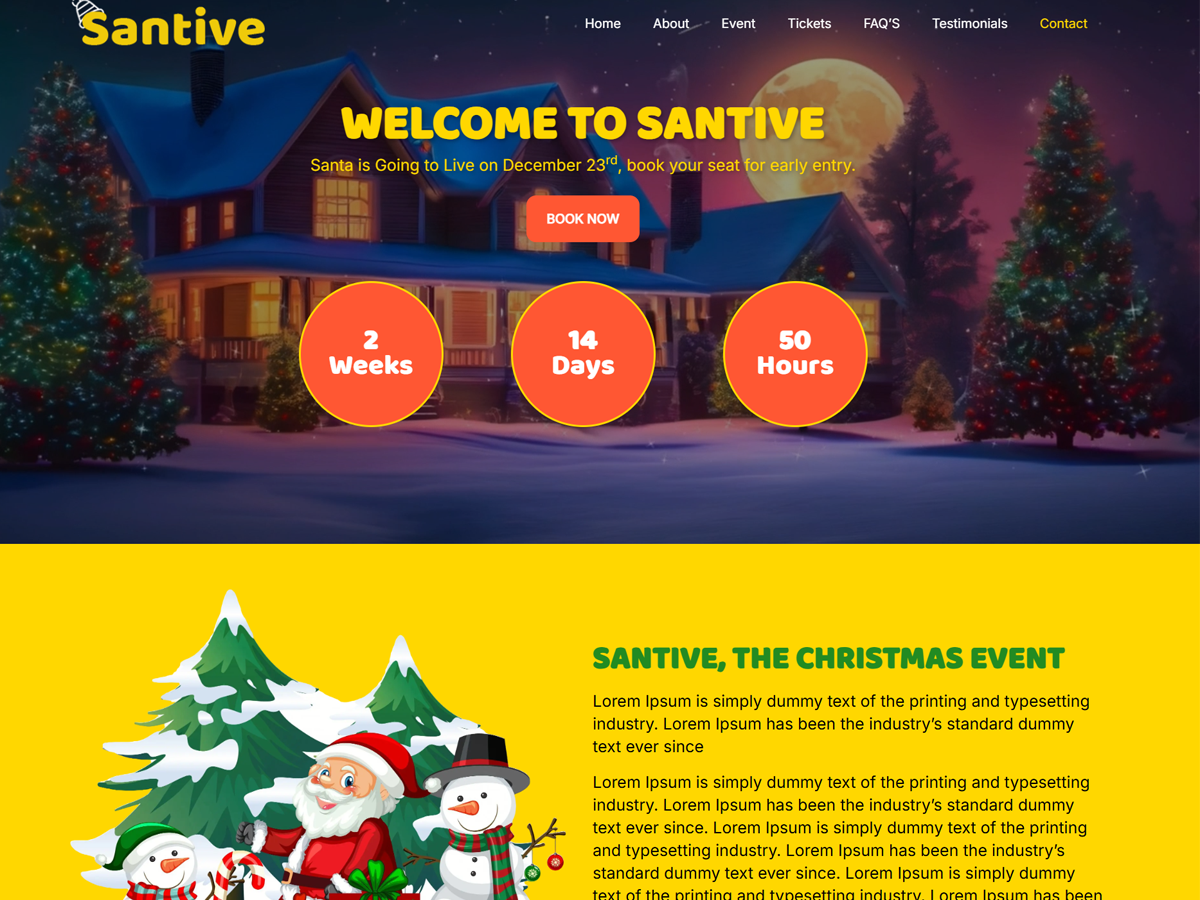 Santive
Home About Event Tickets FAQ'S Testimonials Contact
WELCOME TO SANTIVE
Santa is Going to Live on December 23rd, book your seat for early entry.
BOOK NOW
2
Weeks
14
Days
50
Hours
SANTIVE, THE CHRISTMAS EVENT
Lorem Ipsum is simply dummy text of the printing and typesetting
industry. Lorem Ipsum has been the industry’s standard dummy
text ever since
Lorem Ipsum is simply dummy text of the printing and typesetting
industry. Lorem Ipsum has been the industry’s standard dummy
text ever since. Lorem Ipsum is simply dummy text of the printing
and typesetting industry. Lorem Ipsum has been the industry’s
standard dummy text ever since. Lorem Ipsum is simply dummy
text of the printing and typesetting industry. Lorem Ipsum has been